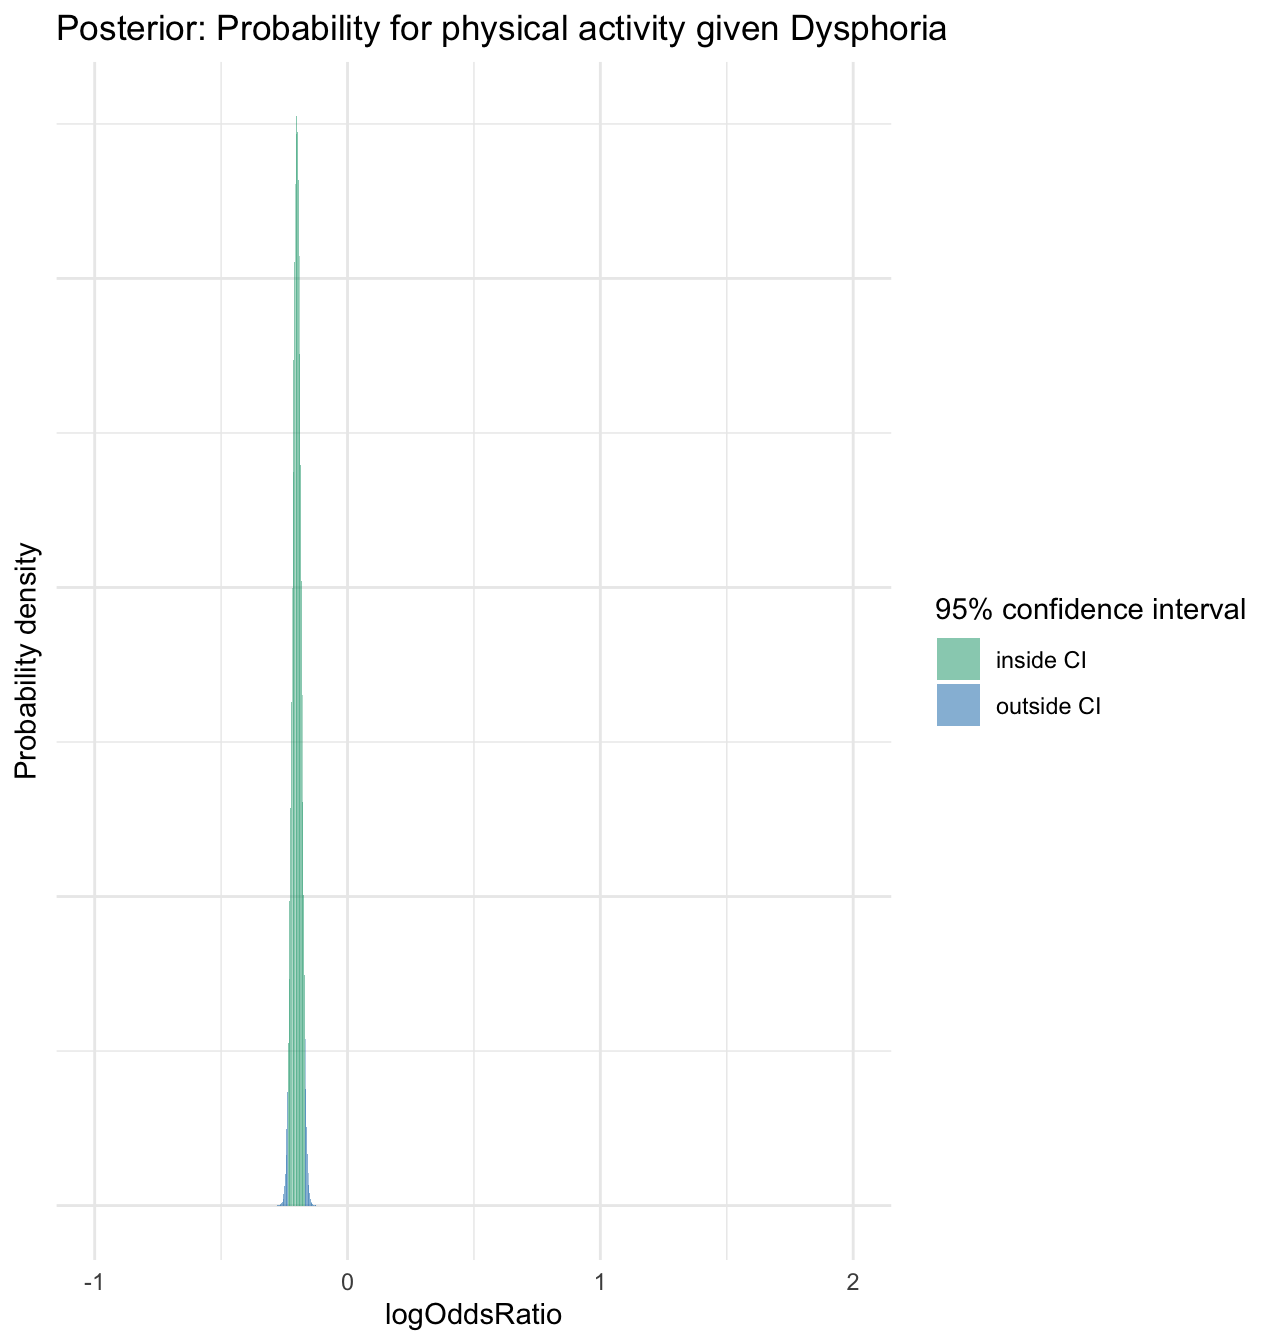 Posterior: Probability for physical activity given Dysphoria
Probability density
95% confidence interval
inside CI
outside CI
-1 0 1 2
logOddsRatio